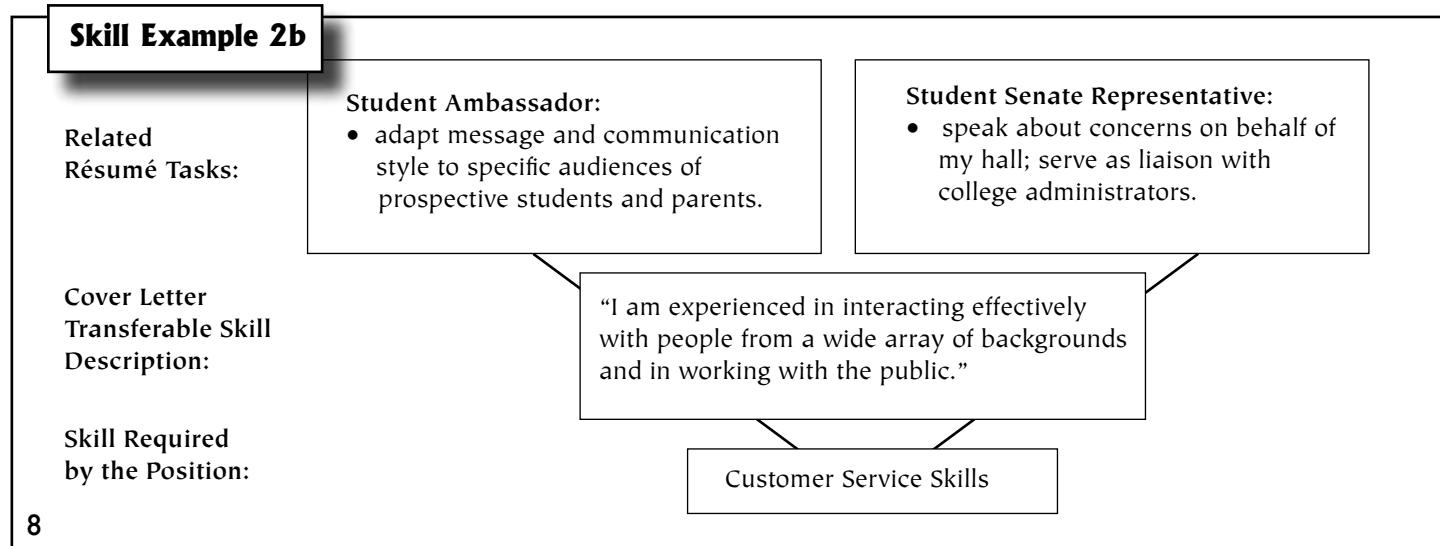 Skill Example 2b
Related
Résumé Tasks:
Student Ambassador:
• adapt message and communication
style to specific audiences of
prospective students and parents.
Student Senate Representative:
• speak about concerns on behalf of
my hall; serve as liaison with
college administrators.
Cover Letter
Transferable Skill
Description:
“I am experienced in interacting effectively
with people from a wide array of backgrounds
and in working with the public.”
Skill Required
by the Position:
Customer Service Skills
8